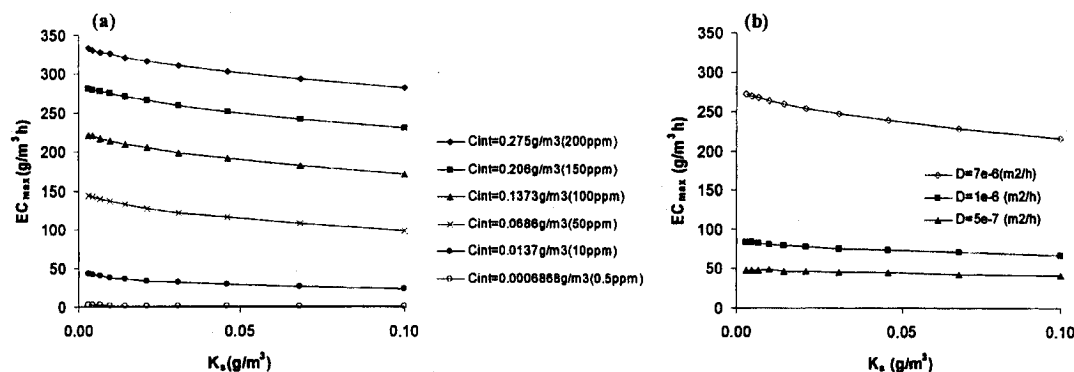 (a)
350
300
250
200
150
100
50
0
ECmax(g/m³h)
0.00
0.05
0.10
Ks(g/m³)
Cint=0.275g/m3(200ppm)
Cint=0.206g/m3(150ppm)
Cint=0.1373g/m3(100ppm)
Cint=0.0686g/m3(50ppm)
Cint=0.0137g/m3(10ppm)
Cint=0.0006868g/m3(0.5ppm)
(b)
350
300
250
200
150
100
50
0
ECmax(g/m³h)
0.00
0.05
0.10
Ks (g/m³)
D=7e-6(m2/h)
D=1e-6 (m2/h)
D=5e-7 (m2/h)